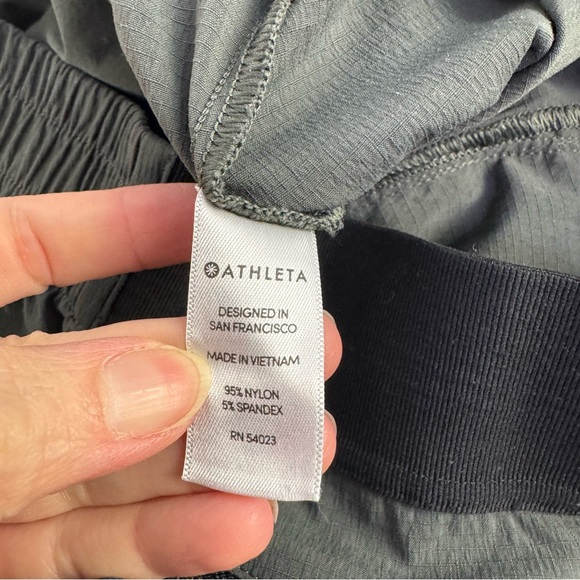 ATHLETA
DESIGNED IN
SAN FRANCISCO
MADE IN VIETNAM
95% NYLON
5% SPANDEX
RN 54023